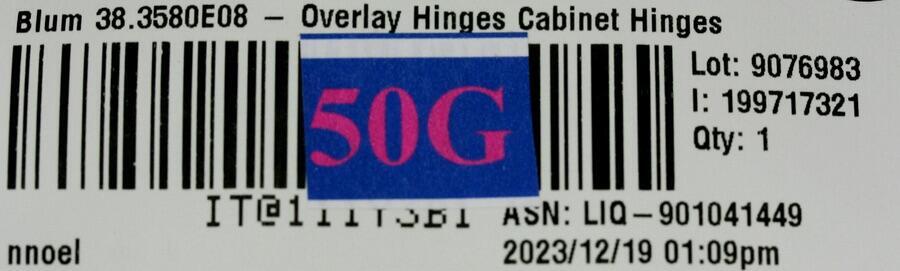 Blum 38.3580E08 – Overlay Hinges Cabinet Hinges
Lot: 9076983
I: 199717321
Qty: 1
50G
ASN: LIQ–901041449
nnoel
2023/12/19 01:09pm